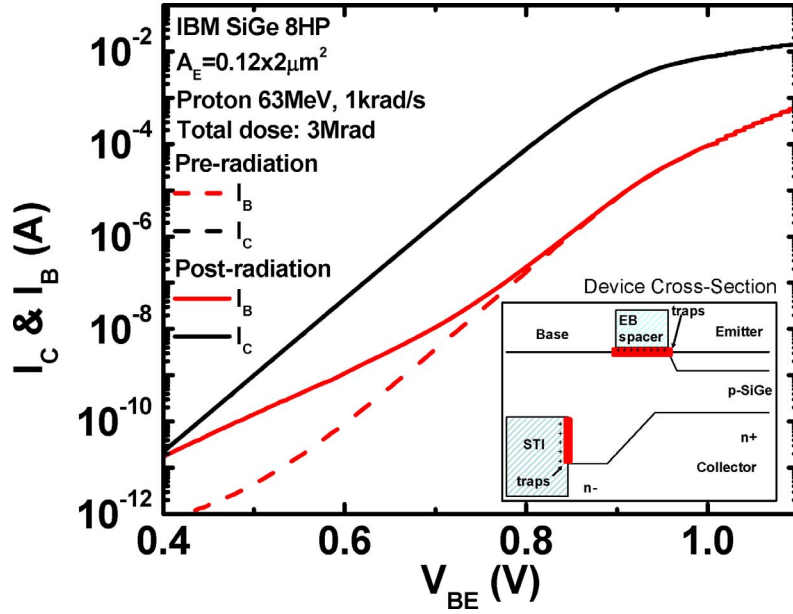 IBM SiGe 8HP
A_E=0.12x2μm²
Proton 63MeV, 1krad/s
Total dose: 3Mrad
Pre-radiation
I_B
I_C
Post-radiation
I_B
I_C
I_C & I_B (A)
10⁻²
10⁻⁴
10⁻⁶
10⁻⁸
10⁻¹⁰
10⁻¹²
0.4
0.6
0.8
1.0
V_BE (V)
Device Cross-Section
traps
EB
spacer
Base
Emitter
p-SiGe
STI
n+
Collector
traps
n-